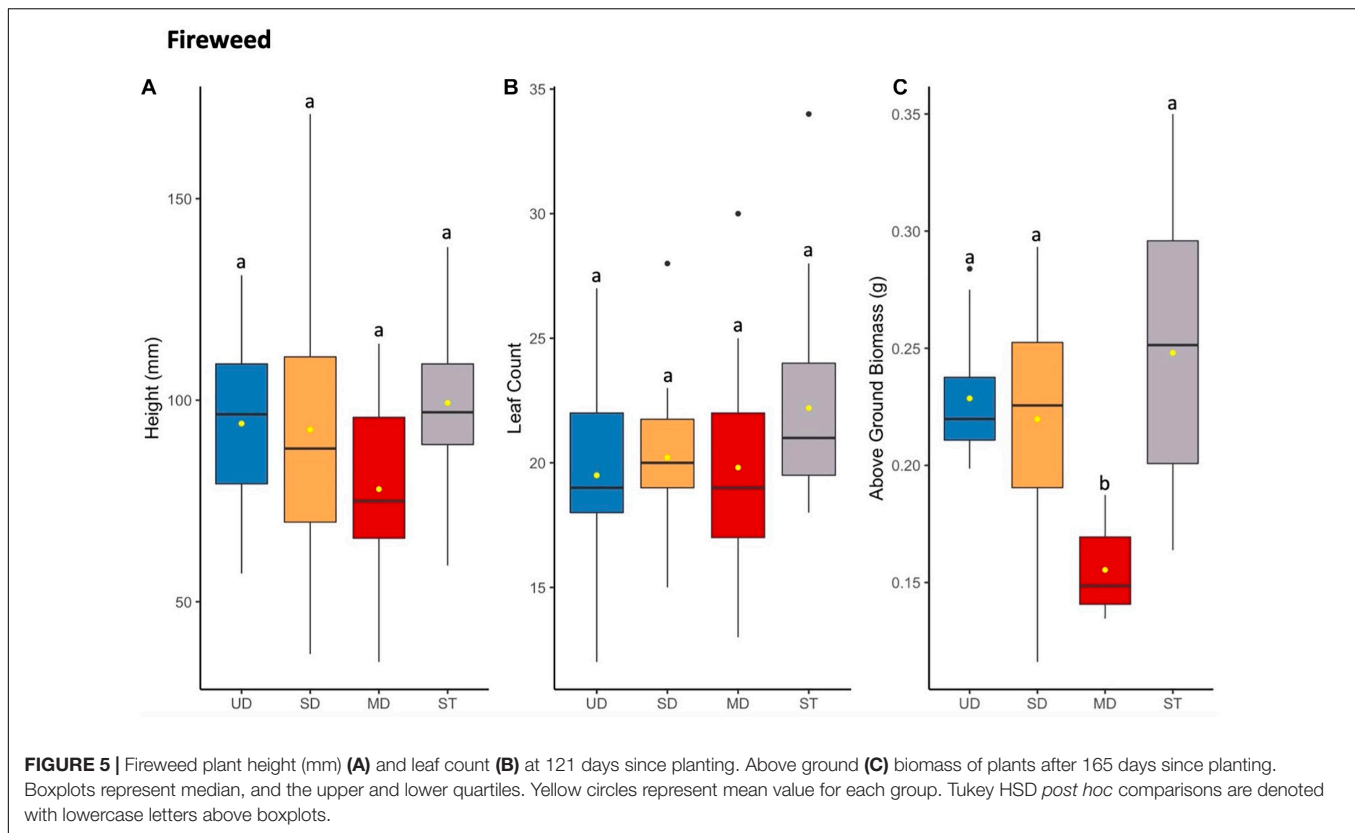 Fireweed
A
B
C
a
a
a
a
150
100
50
Height (mm)
UD SD MD ST
a
a
a
a
35
30
25
20
15
Leaf Count
UD SD MD ST
a
a
b
a
0.35
0.30
0.25
0.20
0.15
Above Ground Biomass (g)
UD SD MD ST
FIGURE 5 | Fireweed plant height (mm) (A) and leaf count (B) at 121 days since planting. Above ground (C) biomass of plants after 165 days since planting.
Boxplots represent median, and the upper and lower quartiles. Yellow circles represent mean value for each group. Tukey HSD post hoc comparisons are denoted
with lowercase letters above boxplots.